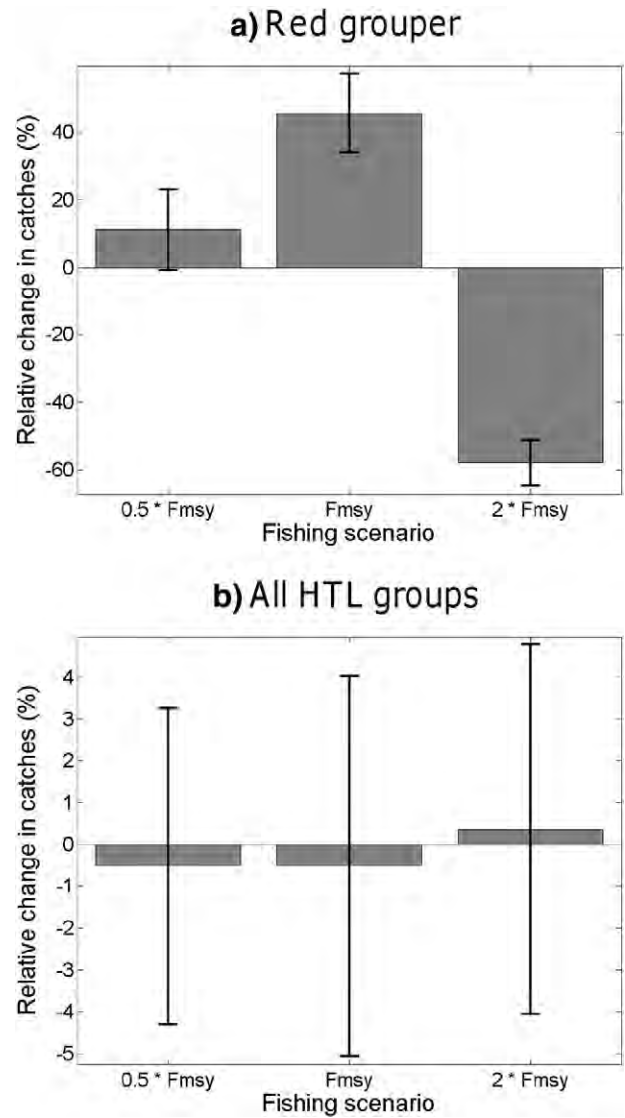 a) Red grouper
Relative change in catches (%)
40
20
0
-20
-40
-60
0.5 * Fmsy Fmsy 2 * Fmsy
Fishing scenario
b) All HTL groups
Relative change in catches (%)
4
3
2
1
0
-1
-2
-3
-4
-5
0.5 * Fmsy Fmsy 2 * Fmsy
Fishing scenario